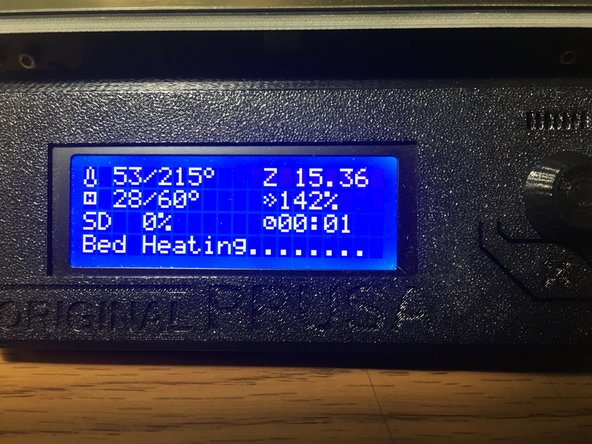 53/215° Z 15.36
28/60° 142%
SD 0% 00:01
Bed Heating........
ORIGINAL PRUSA